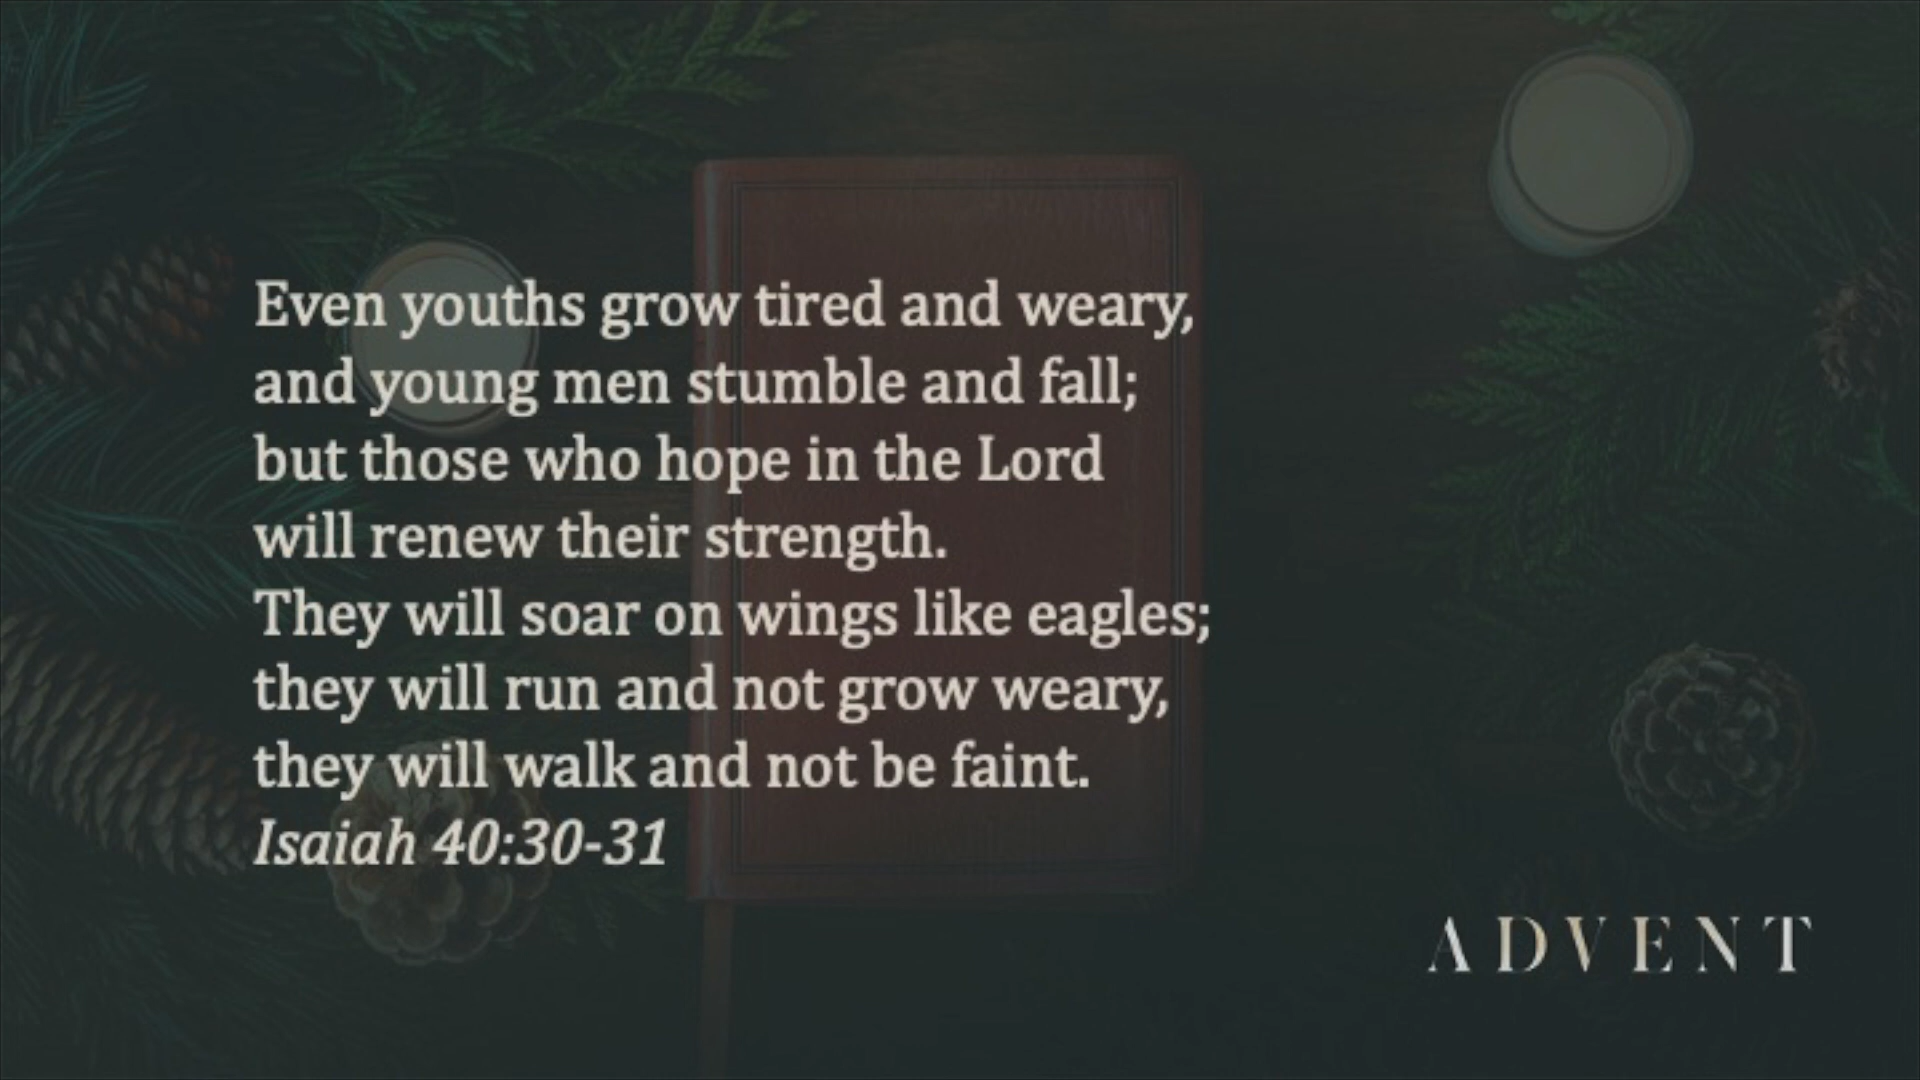 Even youths grow tired and weary,
and young men stumble and fall;
but those who hope in the Lord
will renew their strength.
They will soar on wings like eagles;
they will run and not grow weary,
they will walk and not be faint.
Isaiah 40:30-31
ADVENT